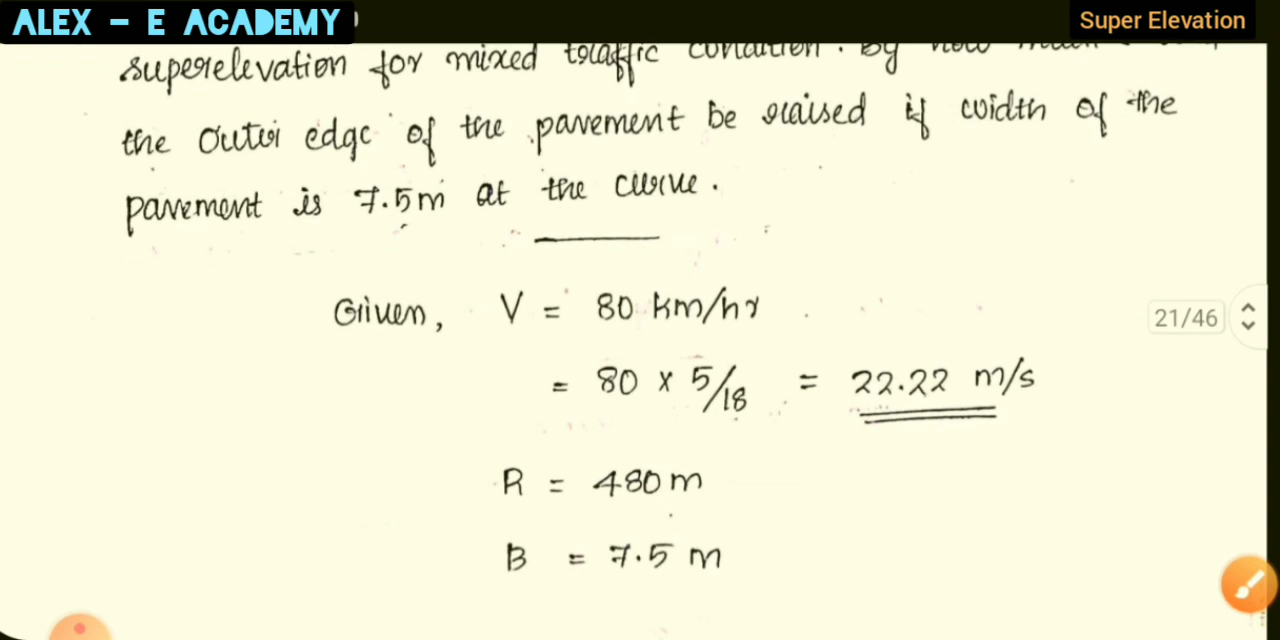 ALEX - E ACADEMY
Super Elevation
superelevation for mixed traffic condition. By how much
the outer edge of the pavement be raised if width of the
pavement is 7.5m at the curve.
Given, V = 80 km/hr
21/46
= 80 x 5/18 = 22.22 m/s
R = 480 m
B = 7.5 m